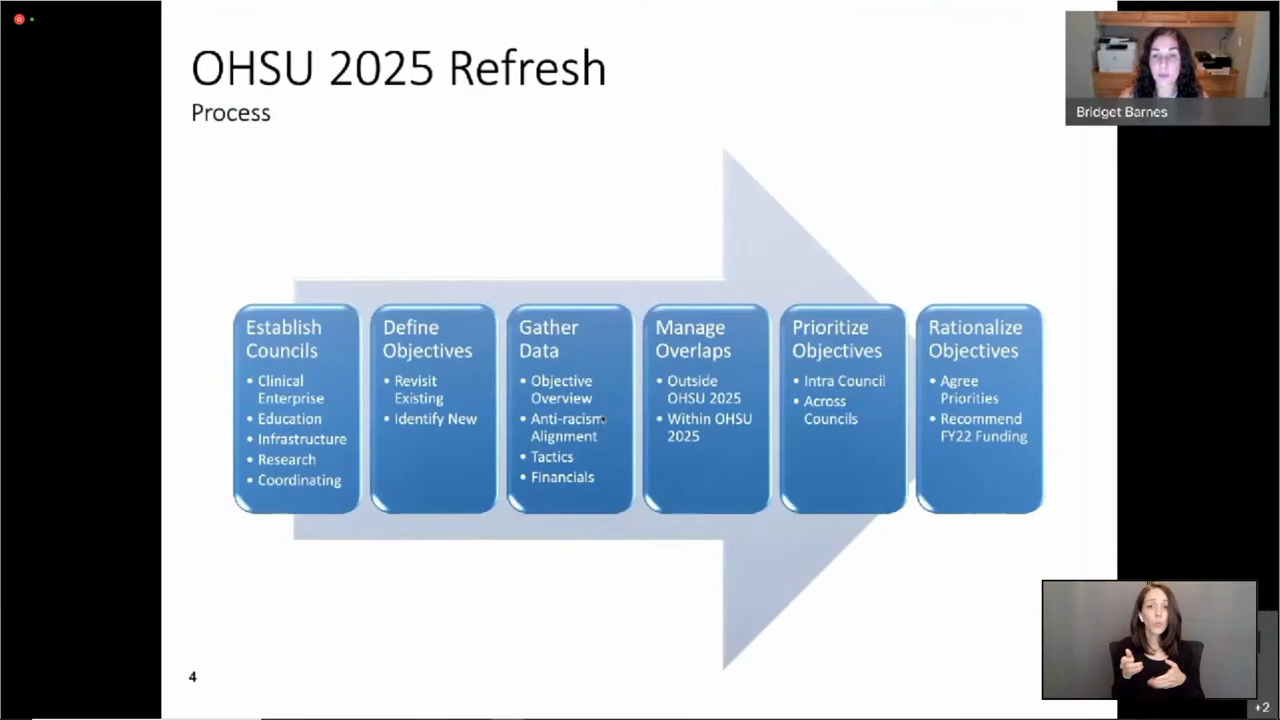 OHSU 2025 Refresh
Process
Bridget Barnes
Establish
Councils
• Clinical
Enterprise
• Education
• Infrastructure
• Research
• Coordinating
Define
Objectives
• Revisit
Existing
• Identify New
Gather
Data
• Objective
Overview
• Anti-racism
Alignment
• Tactics
• Financials
Manage
Overlaps
• Outside
OHSU 2025
• Within OHSU
2025
Prioritize
Objectives
• Intra Council
• Across
Councils
Rationalize
Objectives
• Agree
Priorities
• Recommend
FY22 Funding
4
+2